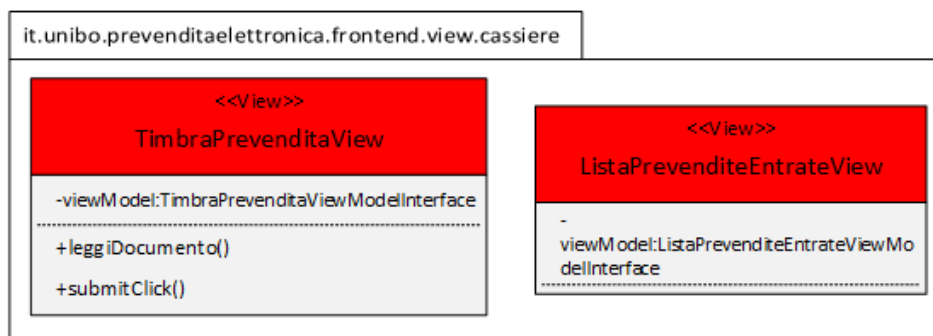 it.unibo.prevenditaelettronica.frontend.view.cassiere
<<View>>
TimbraPrevenditaView
-viewModel:TimbraPrevenditaViewModelInterface
+leggiDocumento()
+submitClick()
<<View>>
ListaPrevenditeEntrateView
-
viewModel:ListaPrevenditeEntrateViewMo
delInterface